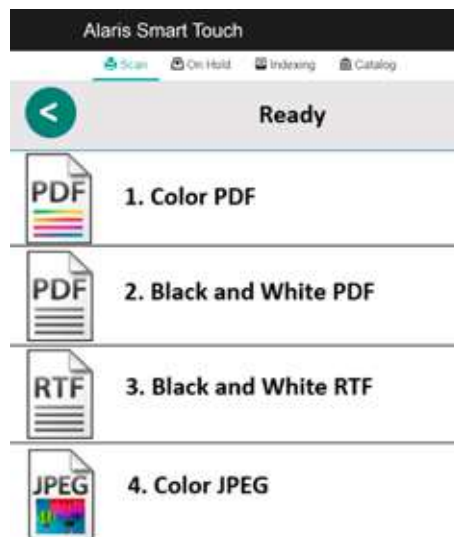 Alaris Smart Touch
Scan On Hold Indexing Catalog
< Ready
PDF 1. Color PDF
PDF 2. Black and White PDF
RTF 3. Black and White RTF
JPEG 4. Color JPEG